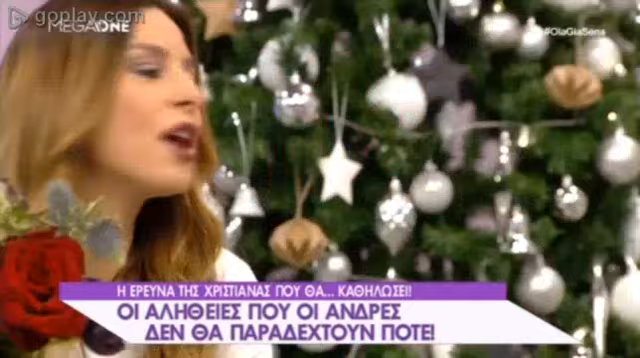 goplay.com
MEGAONE
#OlaGiaSena
Η ΕΡΕΥΝΑ ΤΗΣ ΧΡΙΣΤΙΑΝΑΣ ΠΟΥ ΘΑ... ΚΑΘΗΛΩΣΕΙ!
ΟΙ ΑΛΗΘΕΙΕΣ ΠΟΥ ΟΙ ΑΝΔΡΕΣ
ΔΕΝ ΘΑ ΠΑΡΑΔΕΧΤΟΥΝ ΠΟΤΕ!